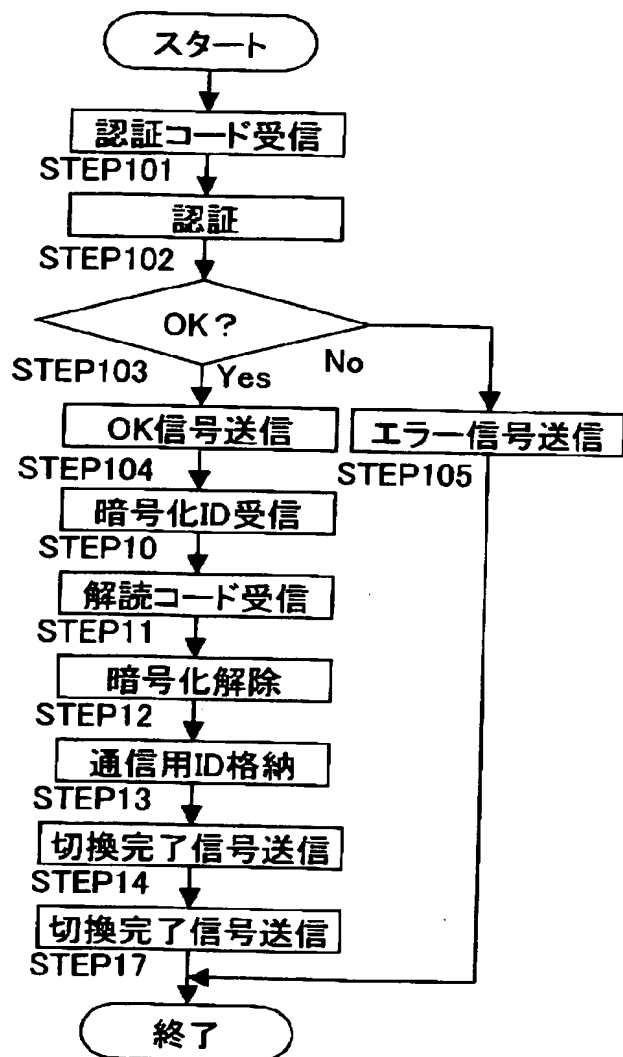 スタート
認証コード受信
STEP101
認証
STEP102
OK?
STEP103
Yes
No
OK信号送信
エラー信号送信
STEP104
STEP105
暗号化ID受信
STEP10
解読コード受信
STEP11
暗号化解除
STEP12
通信用ID格納
STEP13
切換完了信号送信
STEP14
切換完了信号送信
STEP17
終了